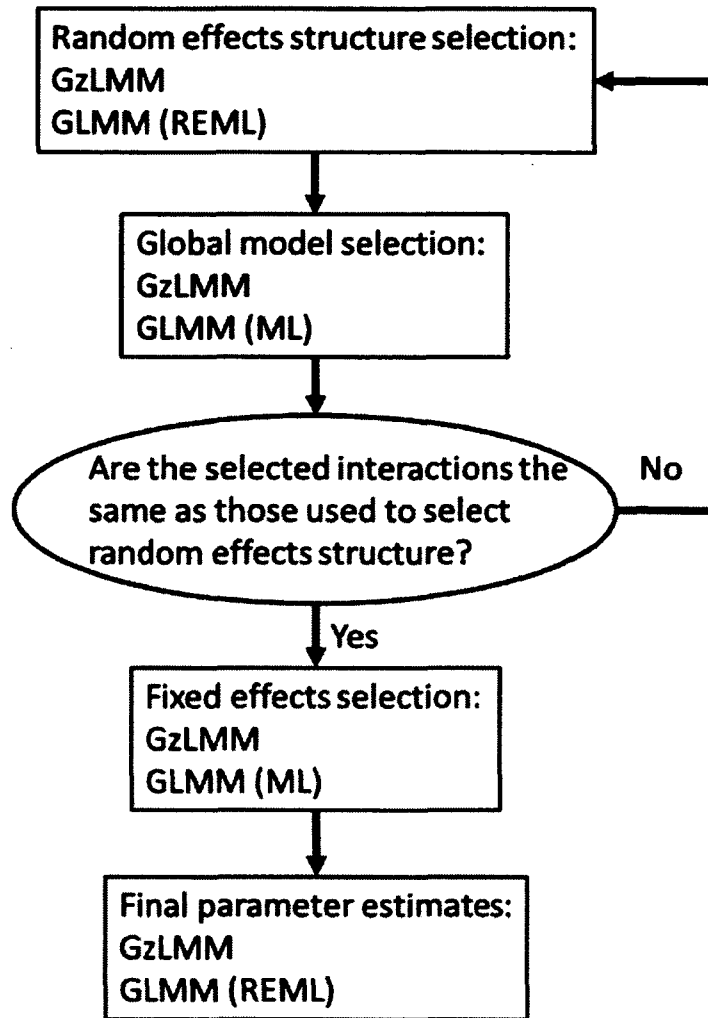 Random effects structure selection:
GzLMM
GLMM (REML)
Global model selection:
GzLMM
GLMM (ML)
Are the selected interactions the
same as those used to select
random effects structure?
No
Yes
Fixed effects selection:
GzLMM
GLMM (ML)
Final parameter estimates:
GzLMM
GLMM (REML)